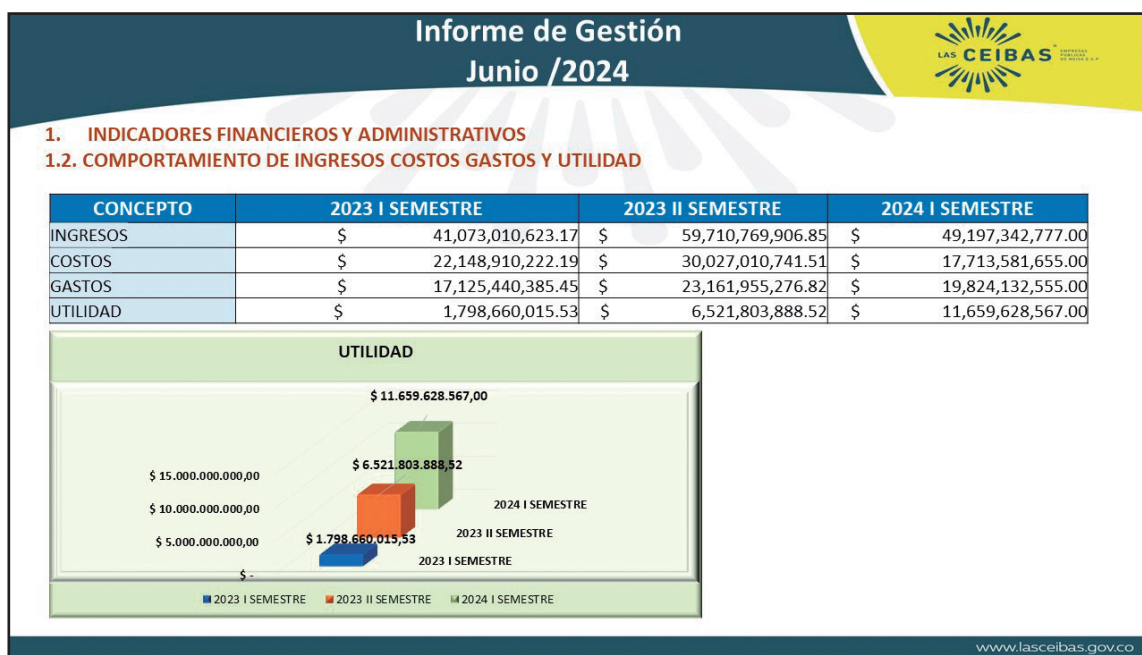 Informe de Gestión
Junio /2024
LAS CEIBAS
EMPRESAS
PÚBLICAS
DE NEIVA E.S.P
1. INDICADORES FINANCIEROS Y ADMINISTRATIVOS
1.2. COMPORTAMIENTO DE INGRESOS COSTOS GASTOS Y UTILIDAD
CONCEPTO 2023 I SEMESTRE 2023 II SEMESTRE 2024 I SEMESTRE
INGRESOS $ 41,073,010,623.17 $ 59,710,769,906.85 $ 49,197,342,777.00
COSTOS $ 22,148,910,222.19 $ 30,027,010,741.51 $ 17,713,581,655.00
GASTOS $ 17,125,440,385.45 $ 23,161,955,276.82 $ 19,824,132,555.00
UTILIDAD $ 1,798,660,015.53 $ 6,521,803,888.52 $ 11,659,628,567.00
UTILIDAD
$ 11.659.628.567,00
$ 6.521.803.888,52
$ 15.000.000.000,00
$ 10.000.000.000,00
2024 I SEMESTRE
$ 5.000.000.000,00
$ 1.798.660.015,53
2023 II SEMESTRE
2023 I SEMESTRE
$ -
2023 I SEMESTRE 2023 II SEMESTRE 2024 I SEMESTRE
www.lasceibas.gov.co